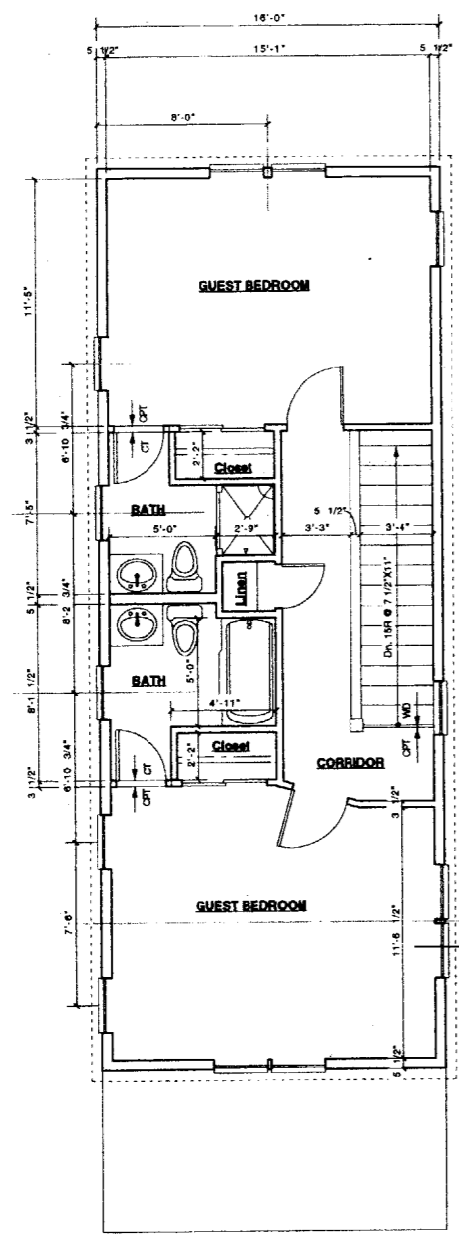 16'-0"
5 1/2"
15'-1"
5 1/2"
8'-0"
11'-5"
GUEST BEDROOM
3 1/2"
6'-10 3/4"
CPT
CT
2'-2"
Closet
7'-5"
BATH
5'-0"
2'-9"
5 1/2"
3'-3"
3'-4"
Linen
5 1/2"
8'-2 3/4"
Dn. 15R @ 7 1/2"X11"
BATH
5'-0"
4'-11"
8'-1 1/2"
2'-2"
Closet
WD
CPT
CORRIDOR
3 1/2"
6'-10 3/4"
CT
CPT
3 1/2"
GUEST BEDROOM
7'-6"
11'-6 1/2"
5 1/2"